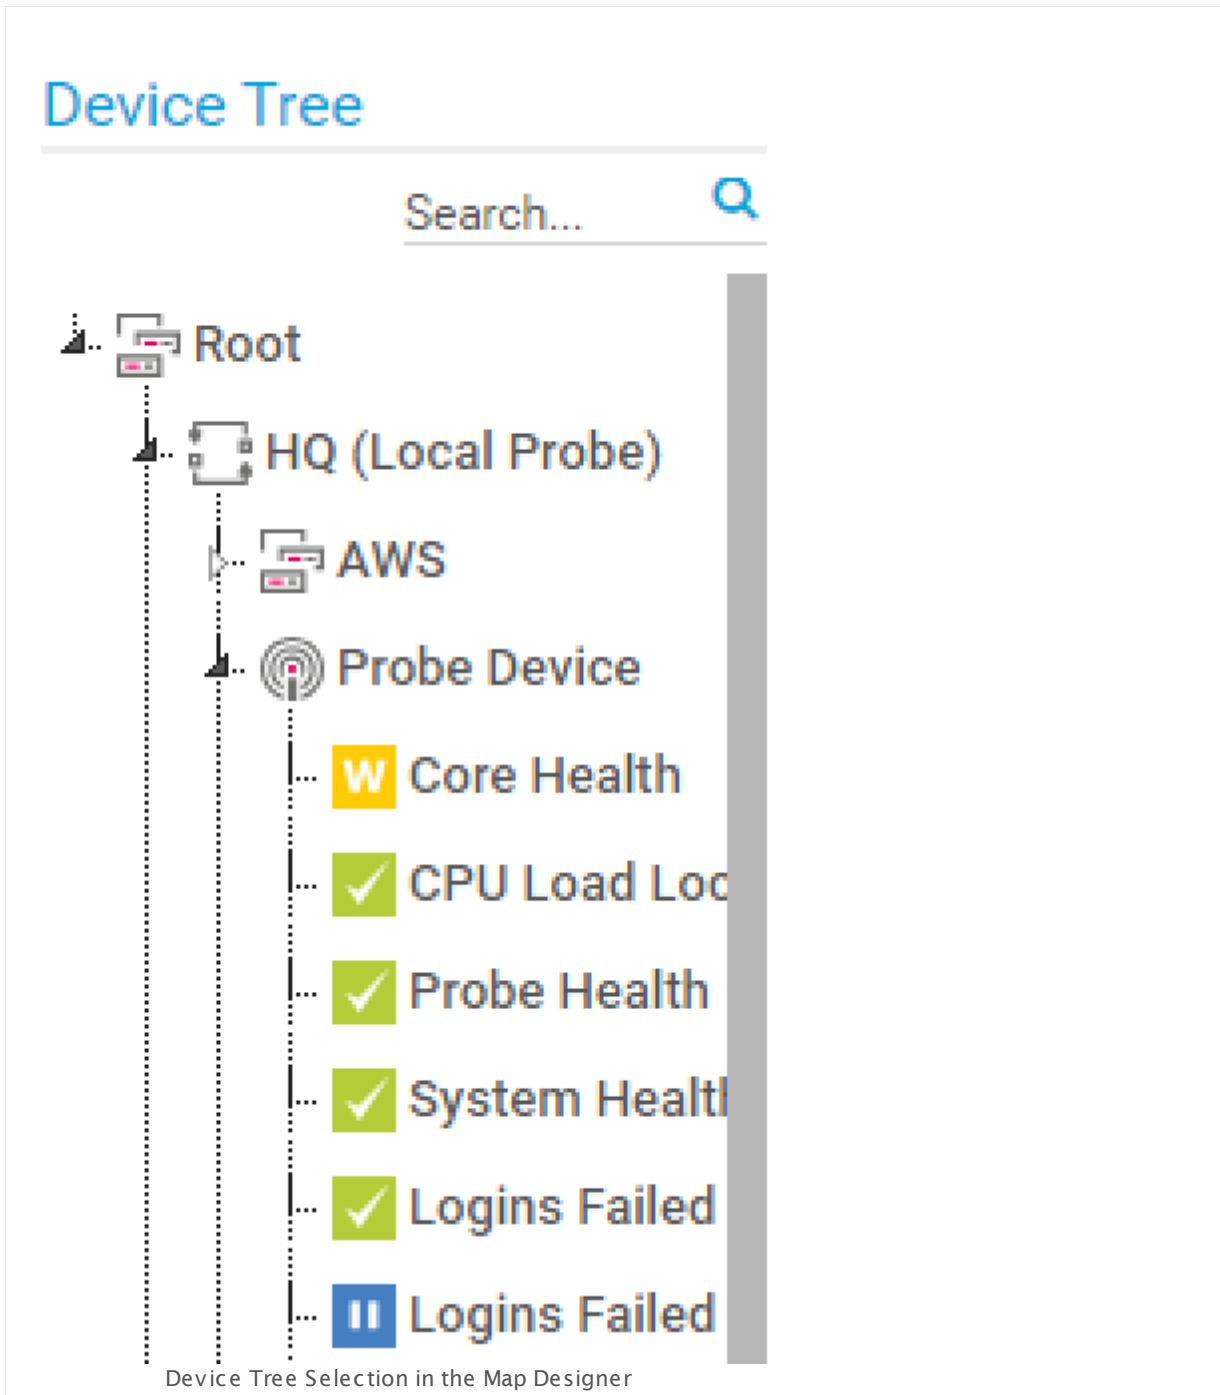 Device Tree
Search...
Root
HQ (Local Probe)
AWS
Probe Device
W Core Health
CPU Load Loc
Probe Health
System Health
Logins Failed
Logins Failed
Device Tree Selection in the Map Designer